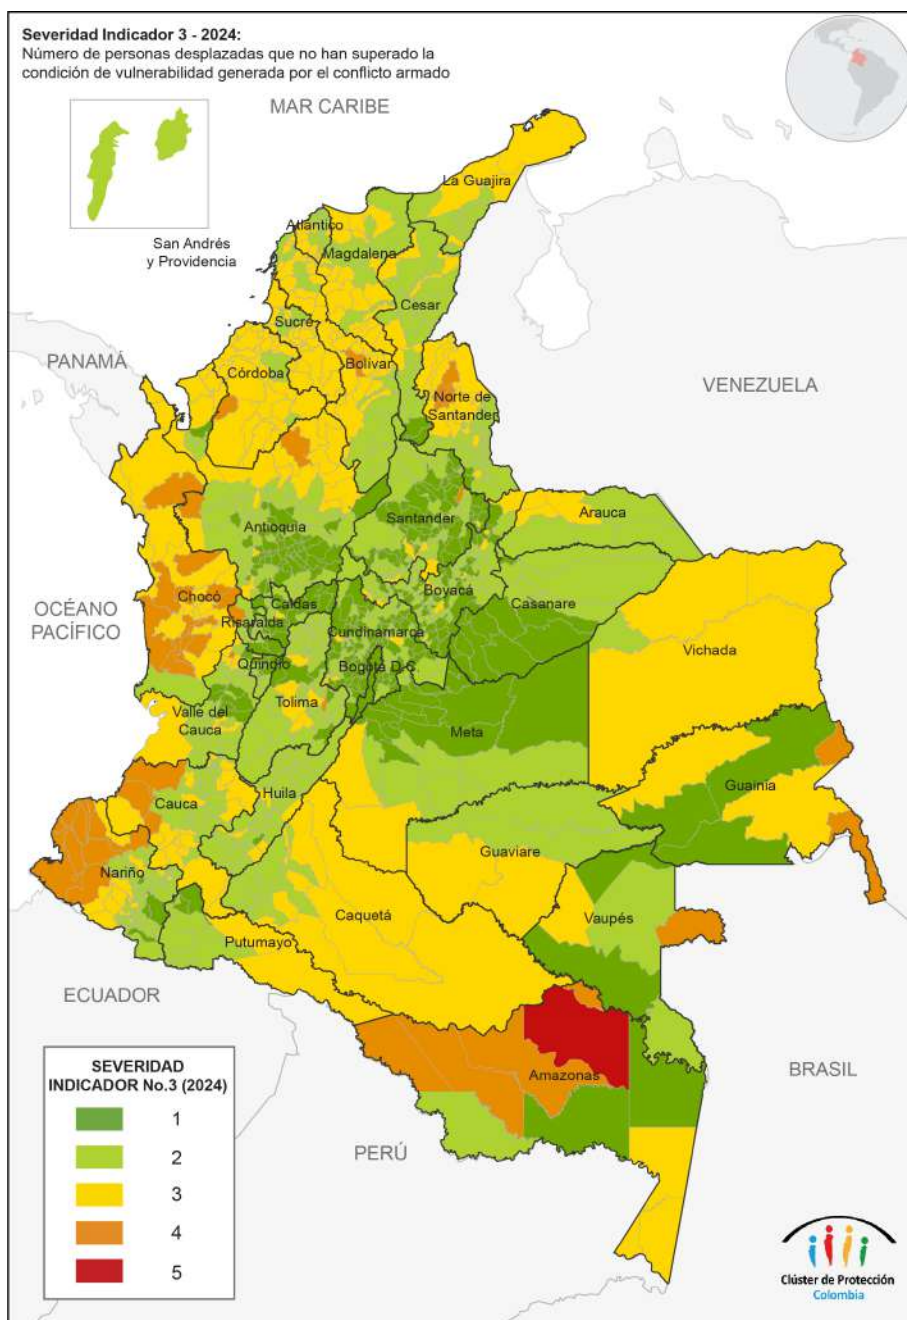 Severidad Indicador 3 - 2024:
Número de personas desplazadas que no han superado la
condición de vulnerabilidad generada por el conflicto armado
MAR CARIBE
San Andrés
y Providencia
La Guajira
Atlántico
Magdalena
Cesar
Sucre
PANAMÁ
Córdoba
Bolívar
Norte de
Santander
VENEZUELA
Antioquia
Santander
Arauca
OCÉANO
PACÍFICO
Chocó
Caldas
Risaralda
Boyacá
Casanare
Cundinamarca
Vichada
Quindío
Bogotá D.C.
Tolima
Valle del
Cauca
Meta
Guainía
Huila
Cauca
Guaviare
Nariño
Caquetá
Vaupés
Putumayo
ECUADOR
Amazonas
BRASIL
PERÚ
SEVERIDAD
INDICADOR No.3 (2024)
1
2
3
4
5
Clúster de Protección
Colombia